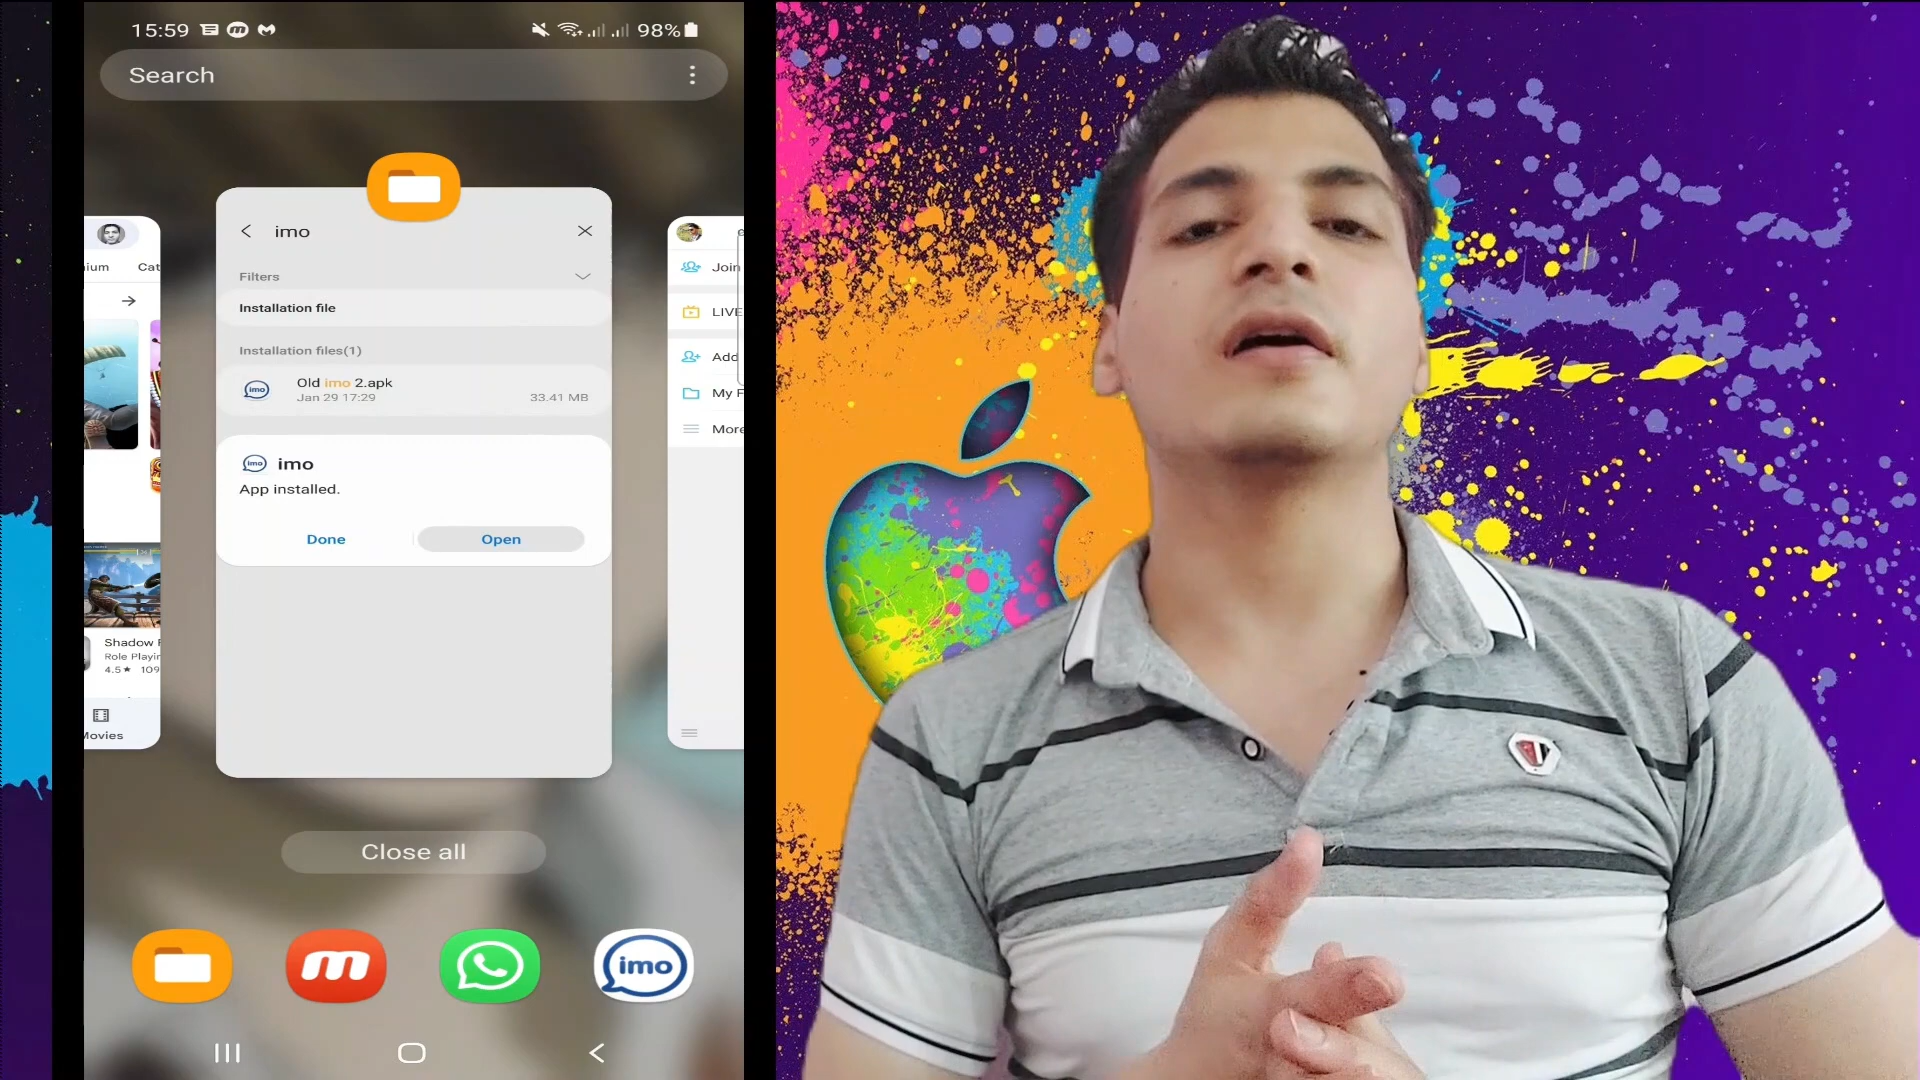 15:59
98%
Search
imo
Filters
Installation file
Installation files(1)
imo
Old imo 2.apk
Jan 29 17:29
33.41 MB
imo
imo
App installed.
Done
Open
ium
Cat
Shadow F
Role Playin
4.5★ 109
Movies
Join
LIVE
Add
My F
More
Close all
m
imo